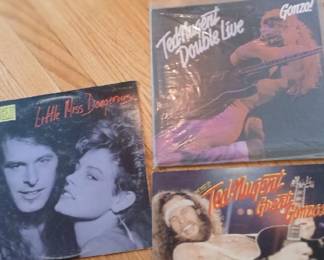 Little Miss Dangerous
Ted Nugent
Double Live
Gonzo!
Ted Nugent
Great
Gonzos